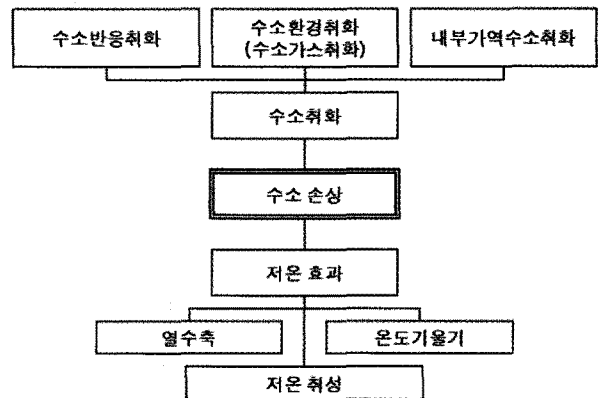 수소반응취화
수소환경취화
(수소가스취화)
내부가역수소취화
수소취화
수소 손상
저온 효과
열수축
온도기울기
저온 취성